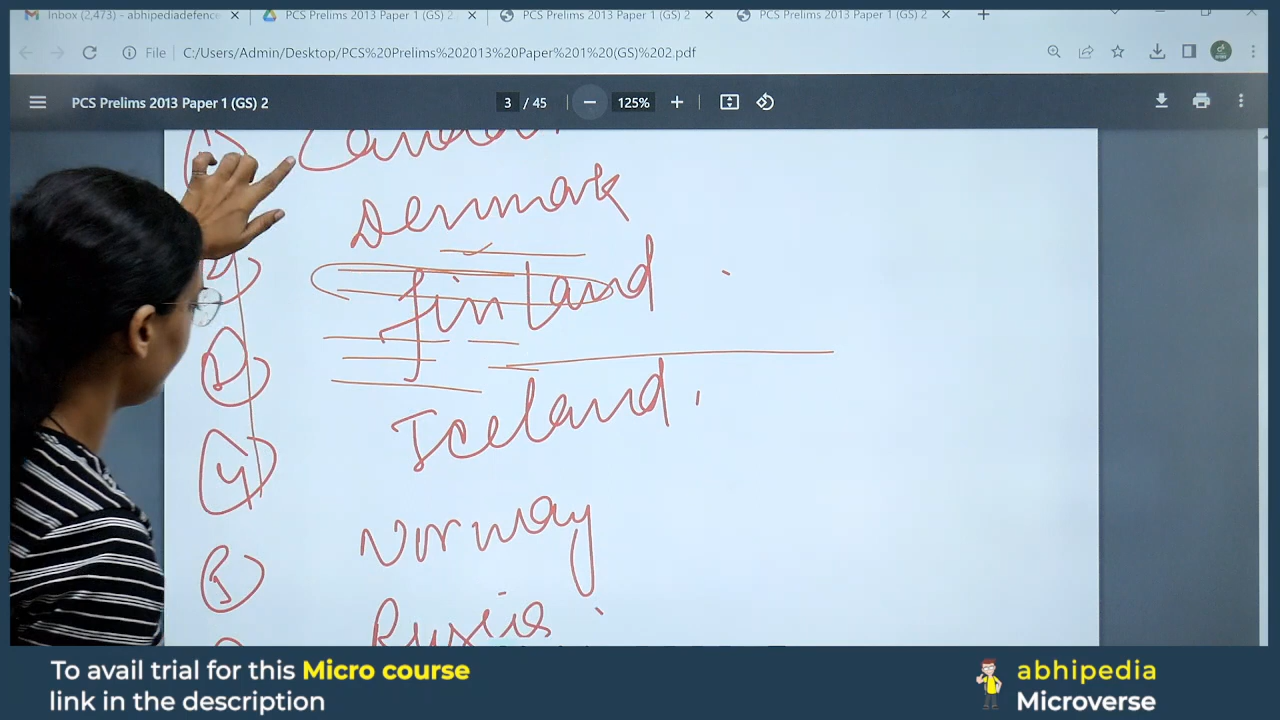 Inbox (2,473) - abhipediadefence
PCS Prelims 2013 Paper 1 (GS) 2
PCS Prelims 2013 Paper 1 (GS) 2
PCS Prelims 2013 Paper 1 (GS) 2
File C:/Users/Admin/Desktop/PCS%20Prelims%202013%20Paper%201%20(GS)%202.pdf
PCS Prelims 2013 Paper 1 (GS) 2
3 / 45
125%
Denmark
finland
Iceland
4
Norway
5
Russia
To avail trial for this Micro course
link in the description
abhipedia
Microverse